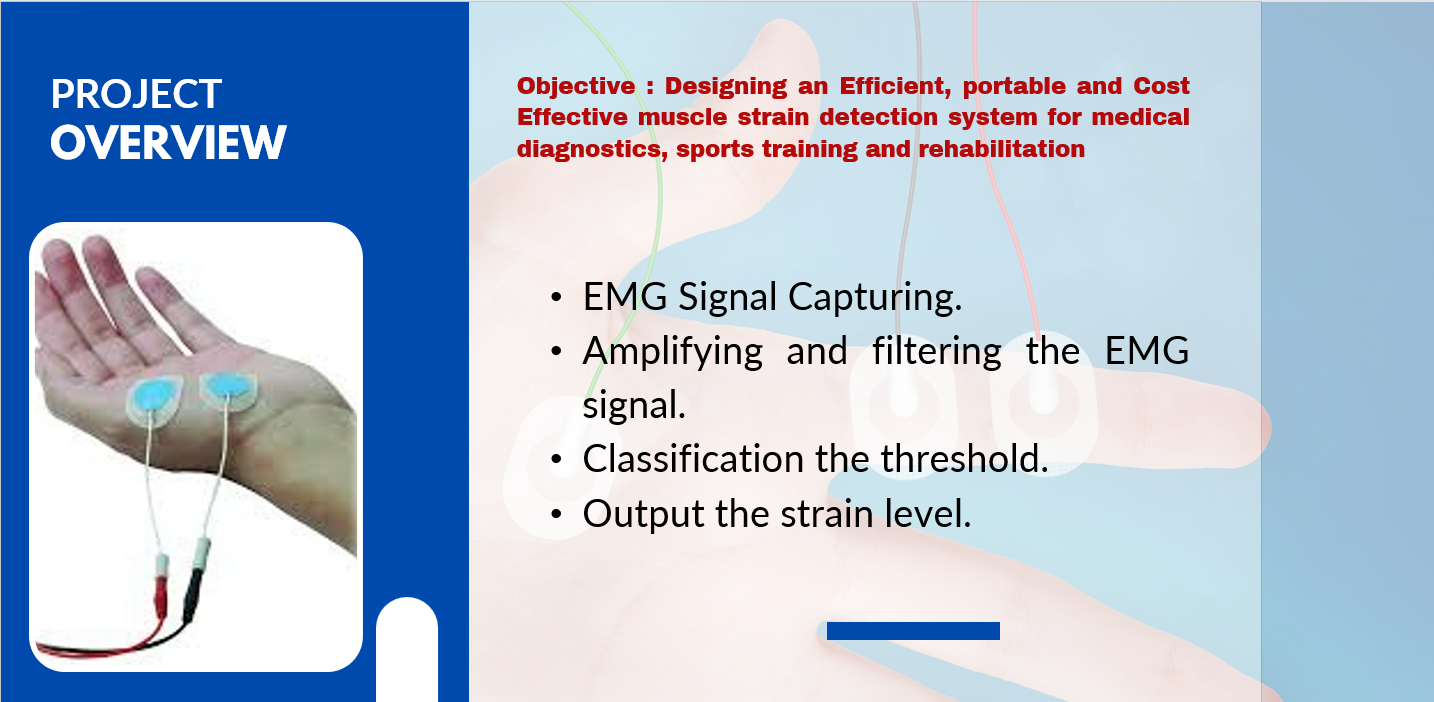 PROJECT
OVERVIEW
Objective : Designing an Efficient, portable and Cost
Effective muscle strain detection system for medical
diagnostics, sports training and rehabilitation
• EMG Signal Capturing.
• Amplifying and filtering the EMG
signal.
• Classification the threshold.
• Output the strain level.